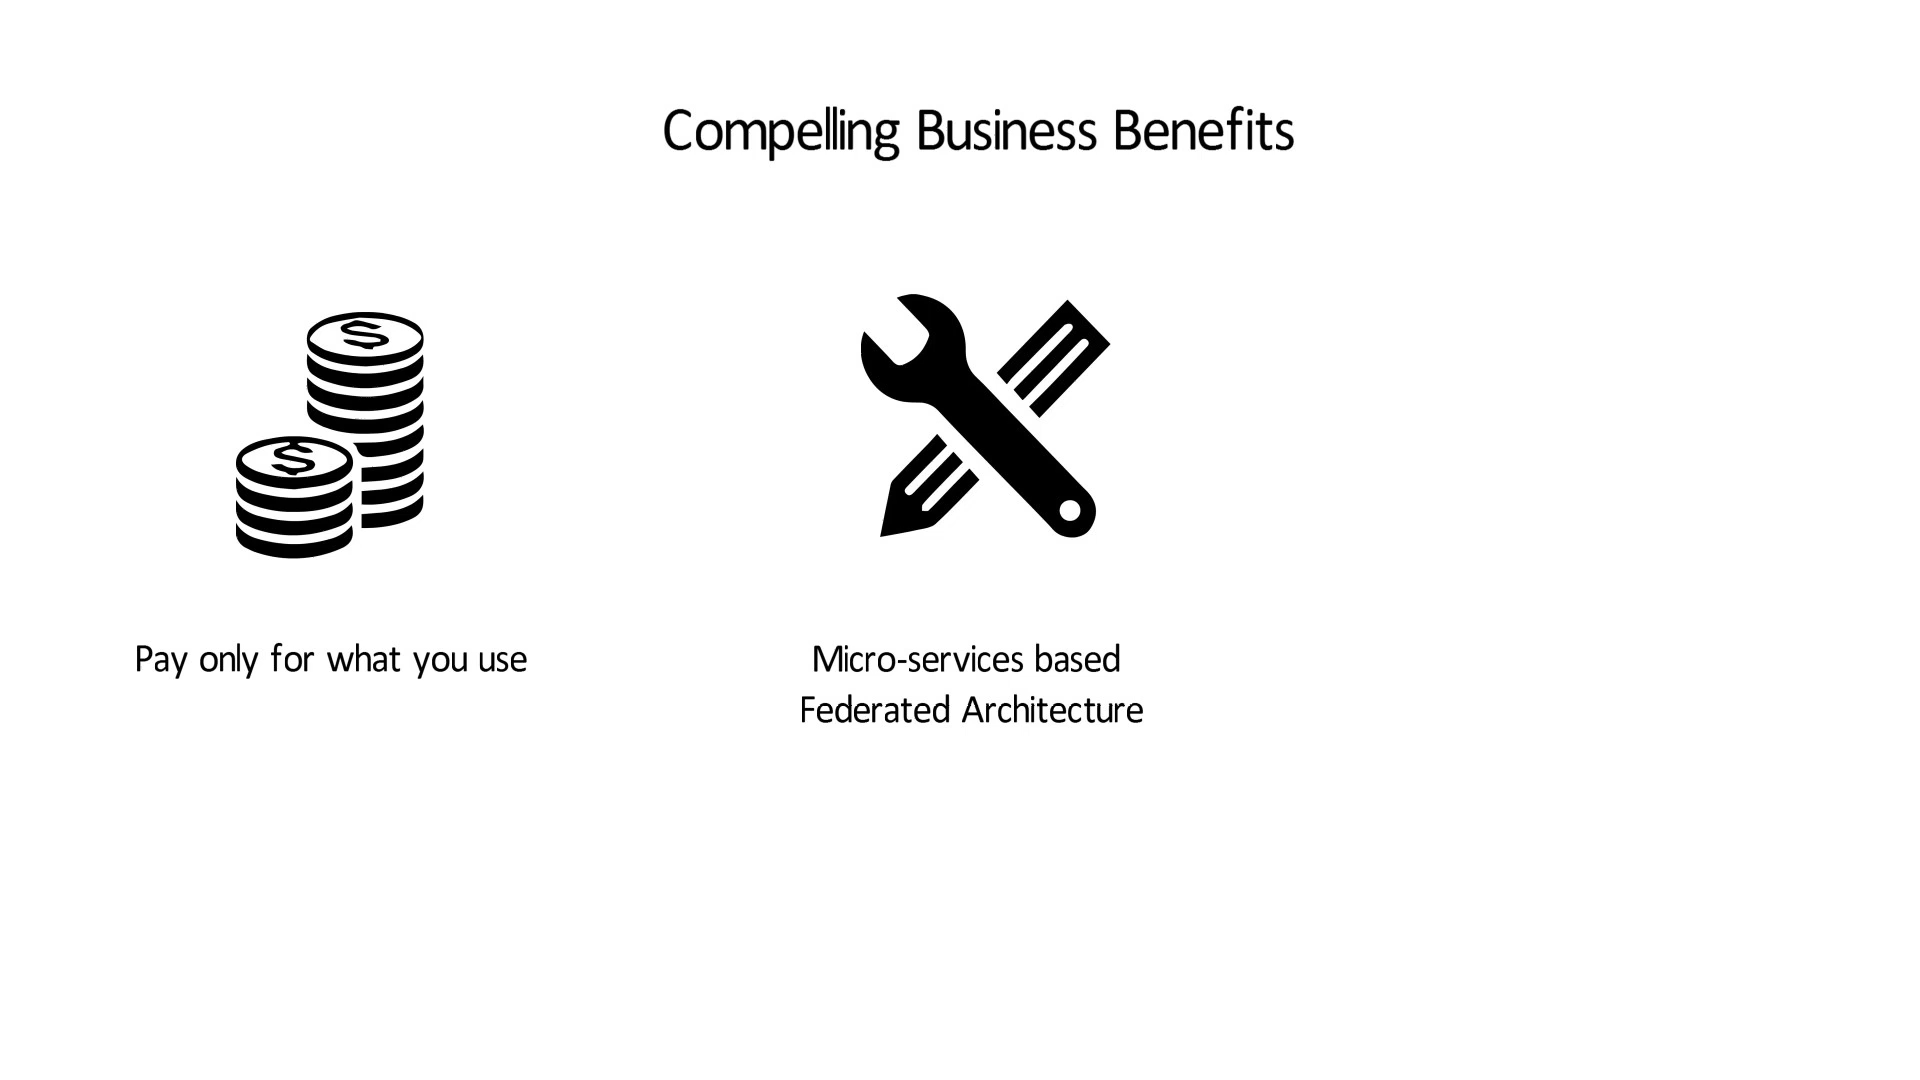 Compelling Business Benefits
$
$
Pay only for what you use
Micro-services based
Federated Architecture